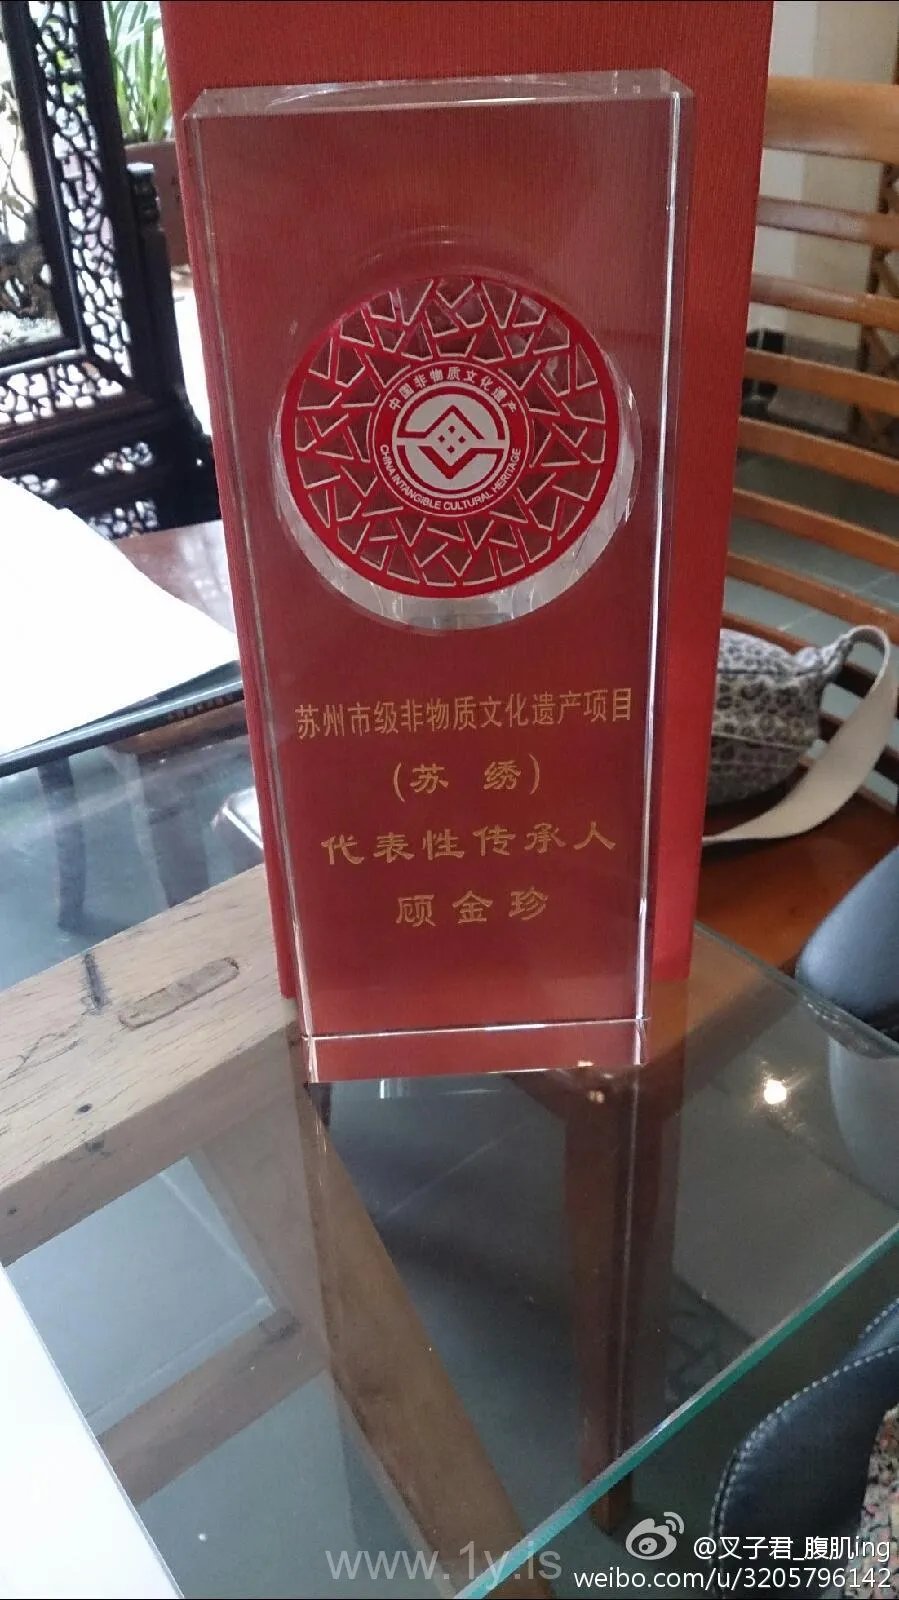 中国非物质文化遗产
CHINA INTANGIBLE CULTURAL HERITAGE
苏州市级非物质文化遗产项目
(苏 绣)
代表性传承人
顾金珍
www.1y.is
@叉子君_腹肌ing
weibo.com/u/3205796142